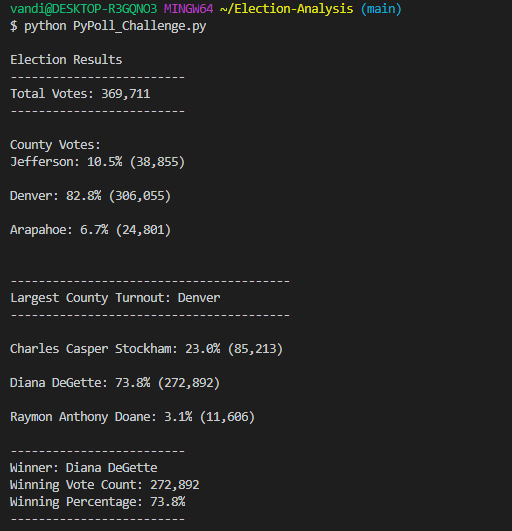 vandi@DESKTOP-R3GQNO3 MINGW64 ~/Election-Analysis (main)
$ python PyPoll_Challenge.py
Election Results
-------------------------
Total Votes: 369,711
-------------------------
County Votes:
Jefferson: 10.5% (38,855)
Denver: 82.8% (306,055)
Arapahoe: 6.7% (24,801)
----------------------------------------
Largest County Turnout: Denver
----------------------------------------
Charles Casper Stockham: 23.0% (85,213)
Diana DeGette: 73.8% (272,892)
Raymon Anthony Doane: 3.1% (11,606)
-------------------------
Winner: Diana DeGette
Winning Vote Count: 272,892
Winning Percentage: 73.8%
-------------------------